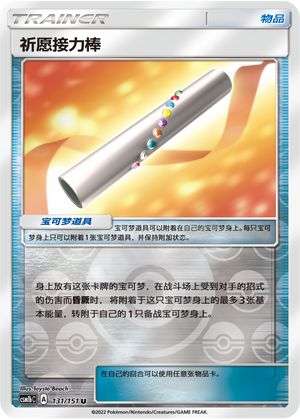 TRAINER
物品
祈愿接力棒
宝可梦道具
宝可梦道具可以附着在自己的宝可梦身上。每只宝可
梦身上只可以附着1张宝可梦道具，并保持附加状态。
身上放有这张卡牌的宝可梦，在战斗场上受到对手的招式
的伤害而昏厥时，将附着于这只宝可梦身上的最多3张基
本能量，转附于自己的1只备战宝可梦身上。
Illus. Toyste Beach
A 131/151 U
在自己的回合可以使用任意张物品卡。
©2022 Pokémon/Nintendo/Creatures/GAME FREAK.